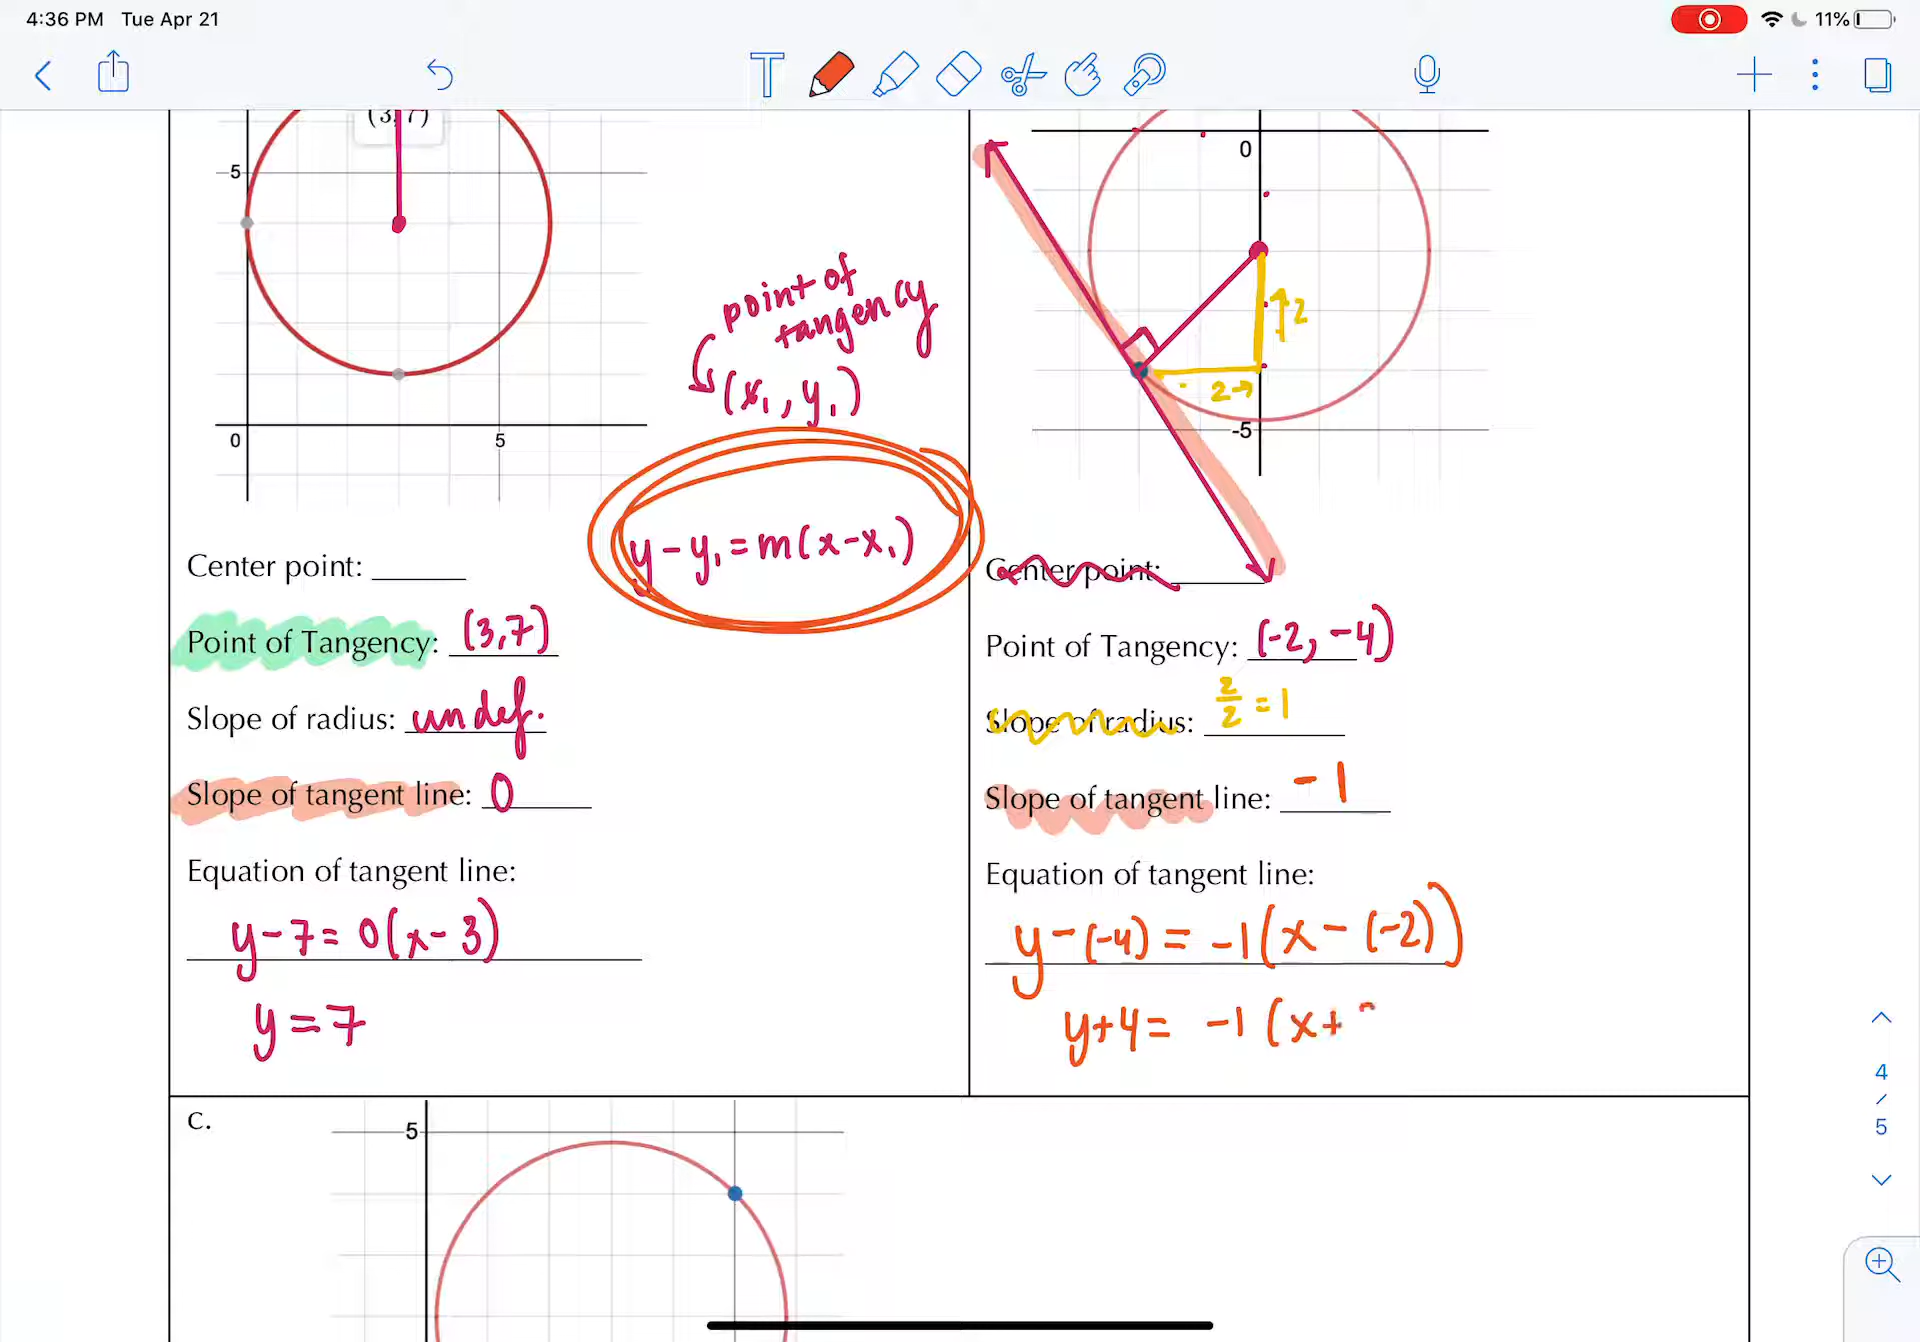 4:36 PM Tue Apr 21
11%
(3,7)
5
0
5
point of
tangency
(x₁, y₁)
y-y₁=m(x-x₁)
Center point:
Point of Tangency: (3,7)
Slope of radius: undef.
Slope of tangent line: 0
Equation of tangent line:
y-7=0(x-3)
y=7
0
↑2
2→
-5
Center point:
Point of Tangency: (-2,-4)
Slope of radius: 2/2=1
Slope of tangent line: -1
Equation of tangent line:
y-(-4)=-1(x-(-2))
y+4=-1(x+
C.
5
4
/
5